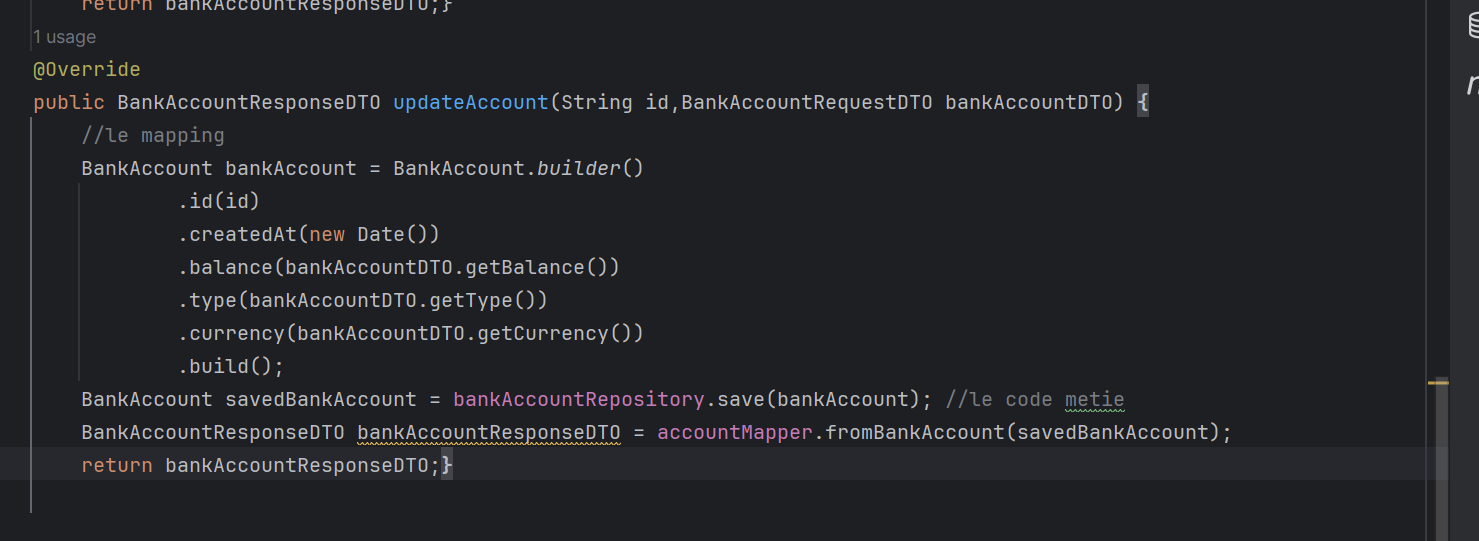 return bankAccountResponseDTO;}
1 usage
@Override
public BankAccountResponseDTO updateAccount(String id,BankAccountRequestDTO bankAccountDTO) {
//le mapping
BankAccount bankAccount = BankAccount.builder()
.id(id)
.createdAt(new Date())
.balance(bankAccountDTO.getBalance())
.type(bankAccountDTO.getType())
.currency(bankAccountDTO.getCurrency())
.build();
BankAccount savedBankAccount = bankAccountRepository.save(bankAccount); //le code metie
BankAccountResponseDTO bankAccountResponseDTO = accountMapper.fromBankAccount(savedBankAccount);
return bankAccountResponseDTO;}